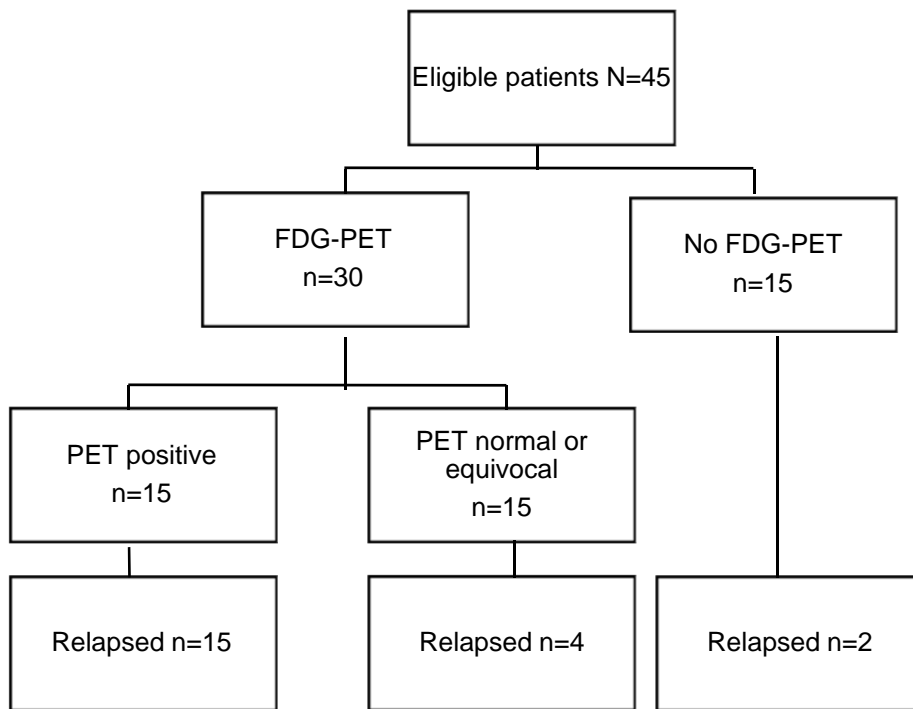 Eligible patients N=45
FDG-PET
n=30
No FDG-PET
n=15
PET positive
n=15
PET normal or
equivocal
n=15
Relapsed n=15
Relapsed n=4
Relapsed n=2